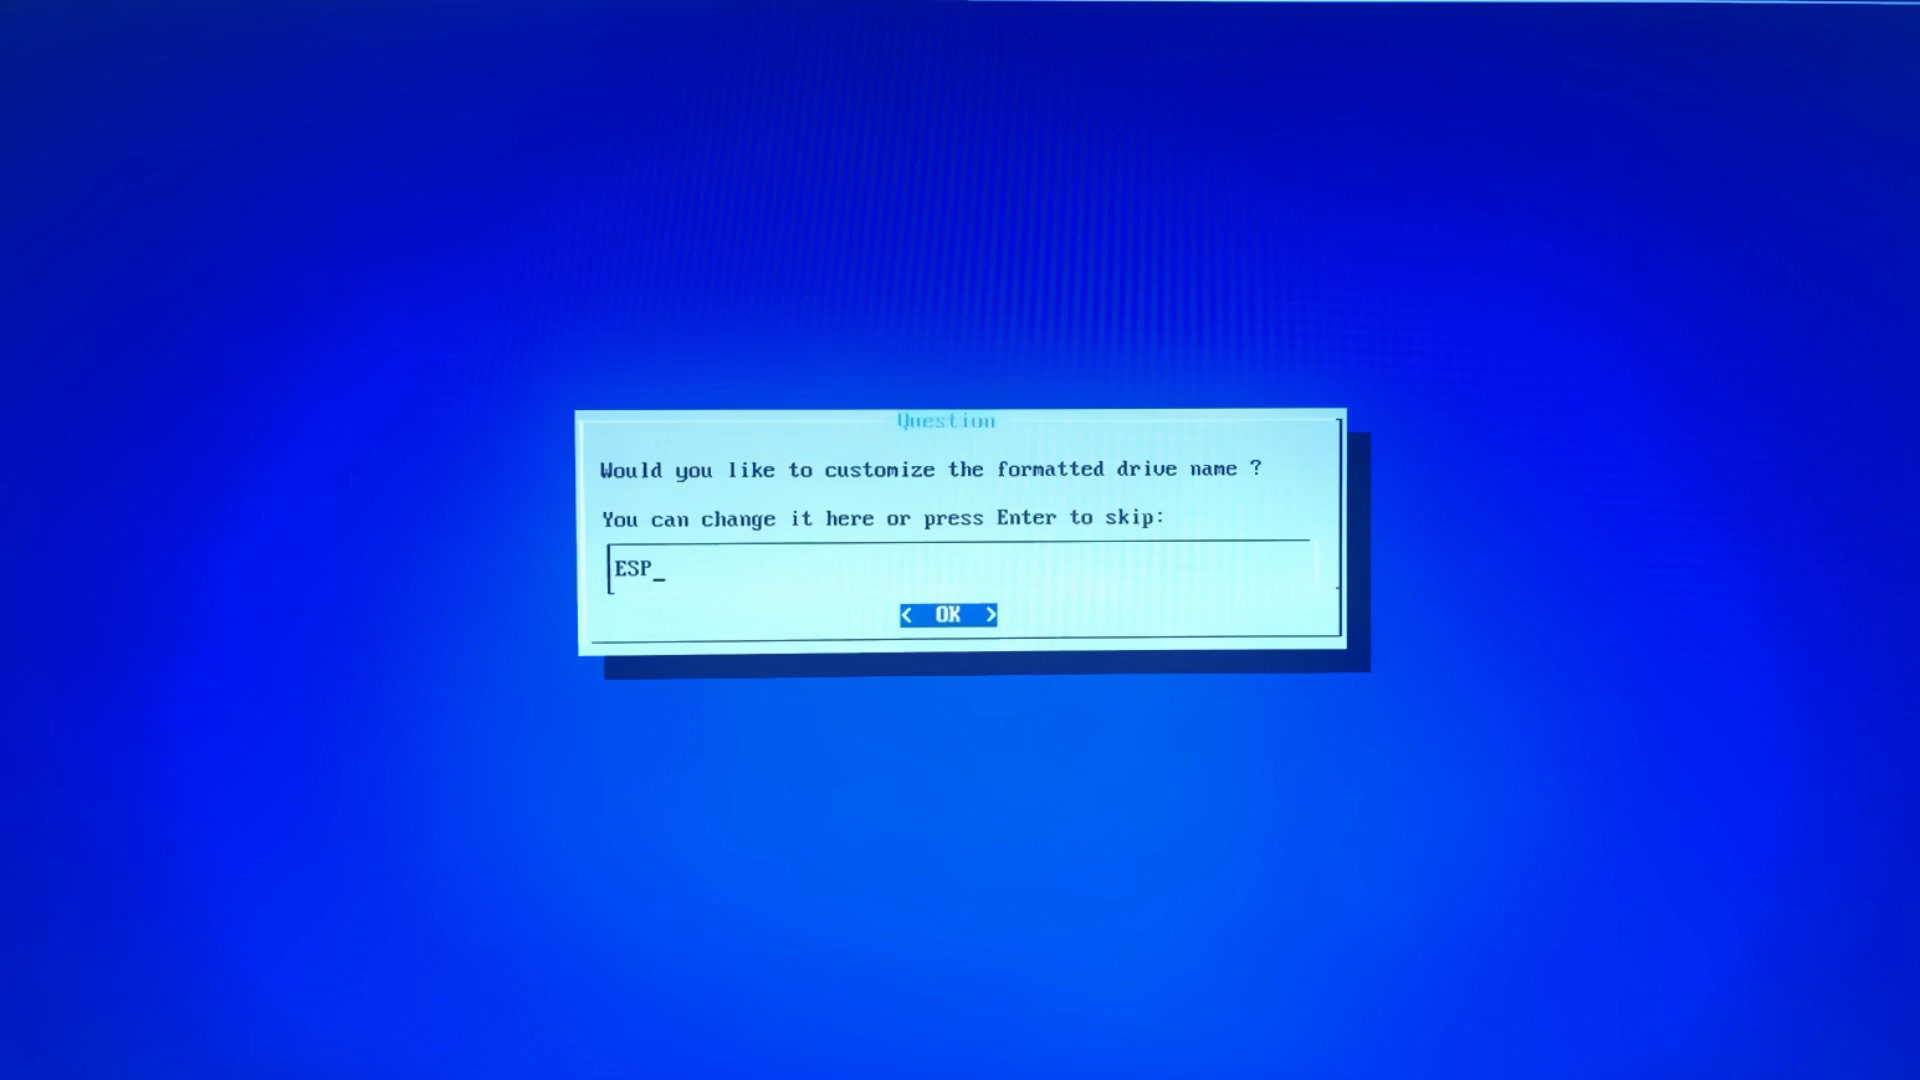 Question
Would you like to customize the formatted drive name ?
You can change it here or press Enter to skip:
ESP_
< OK >